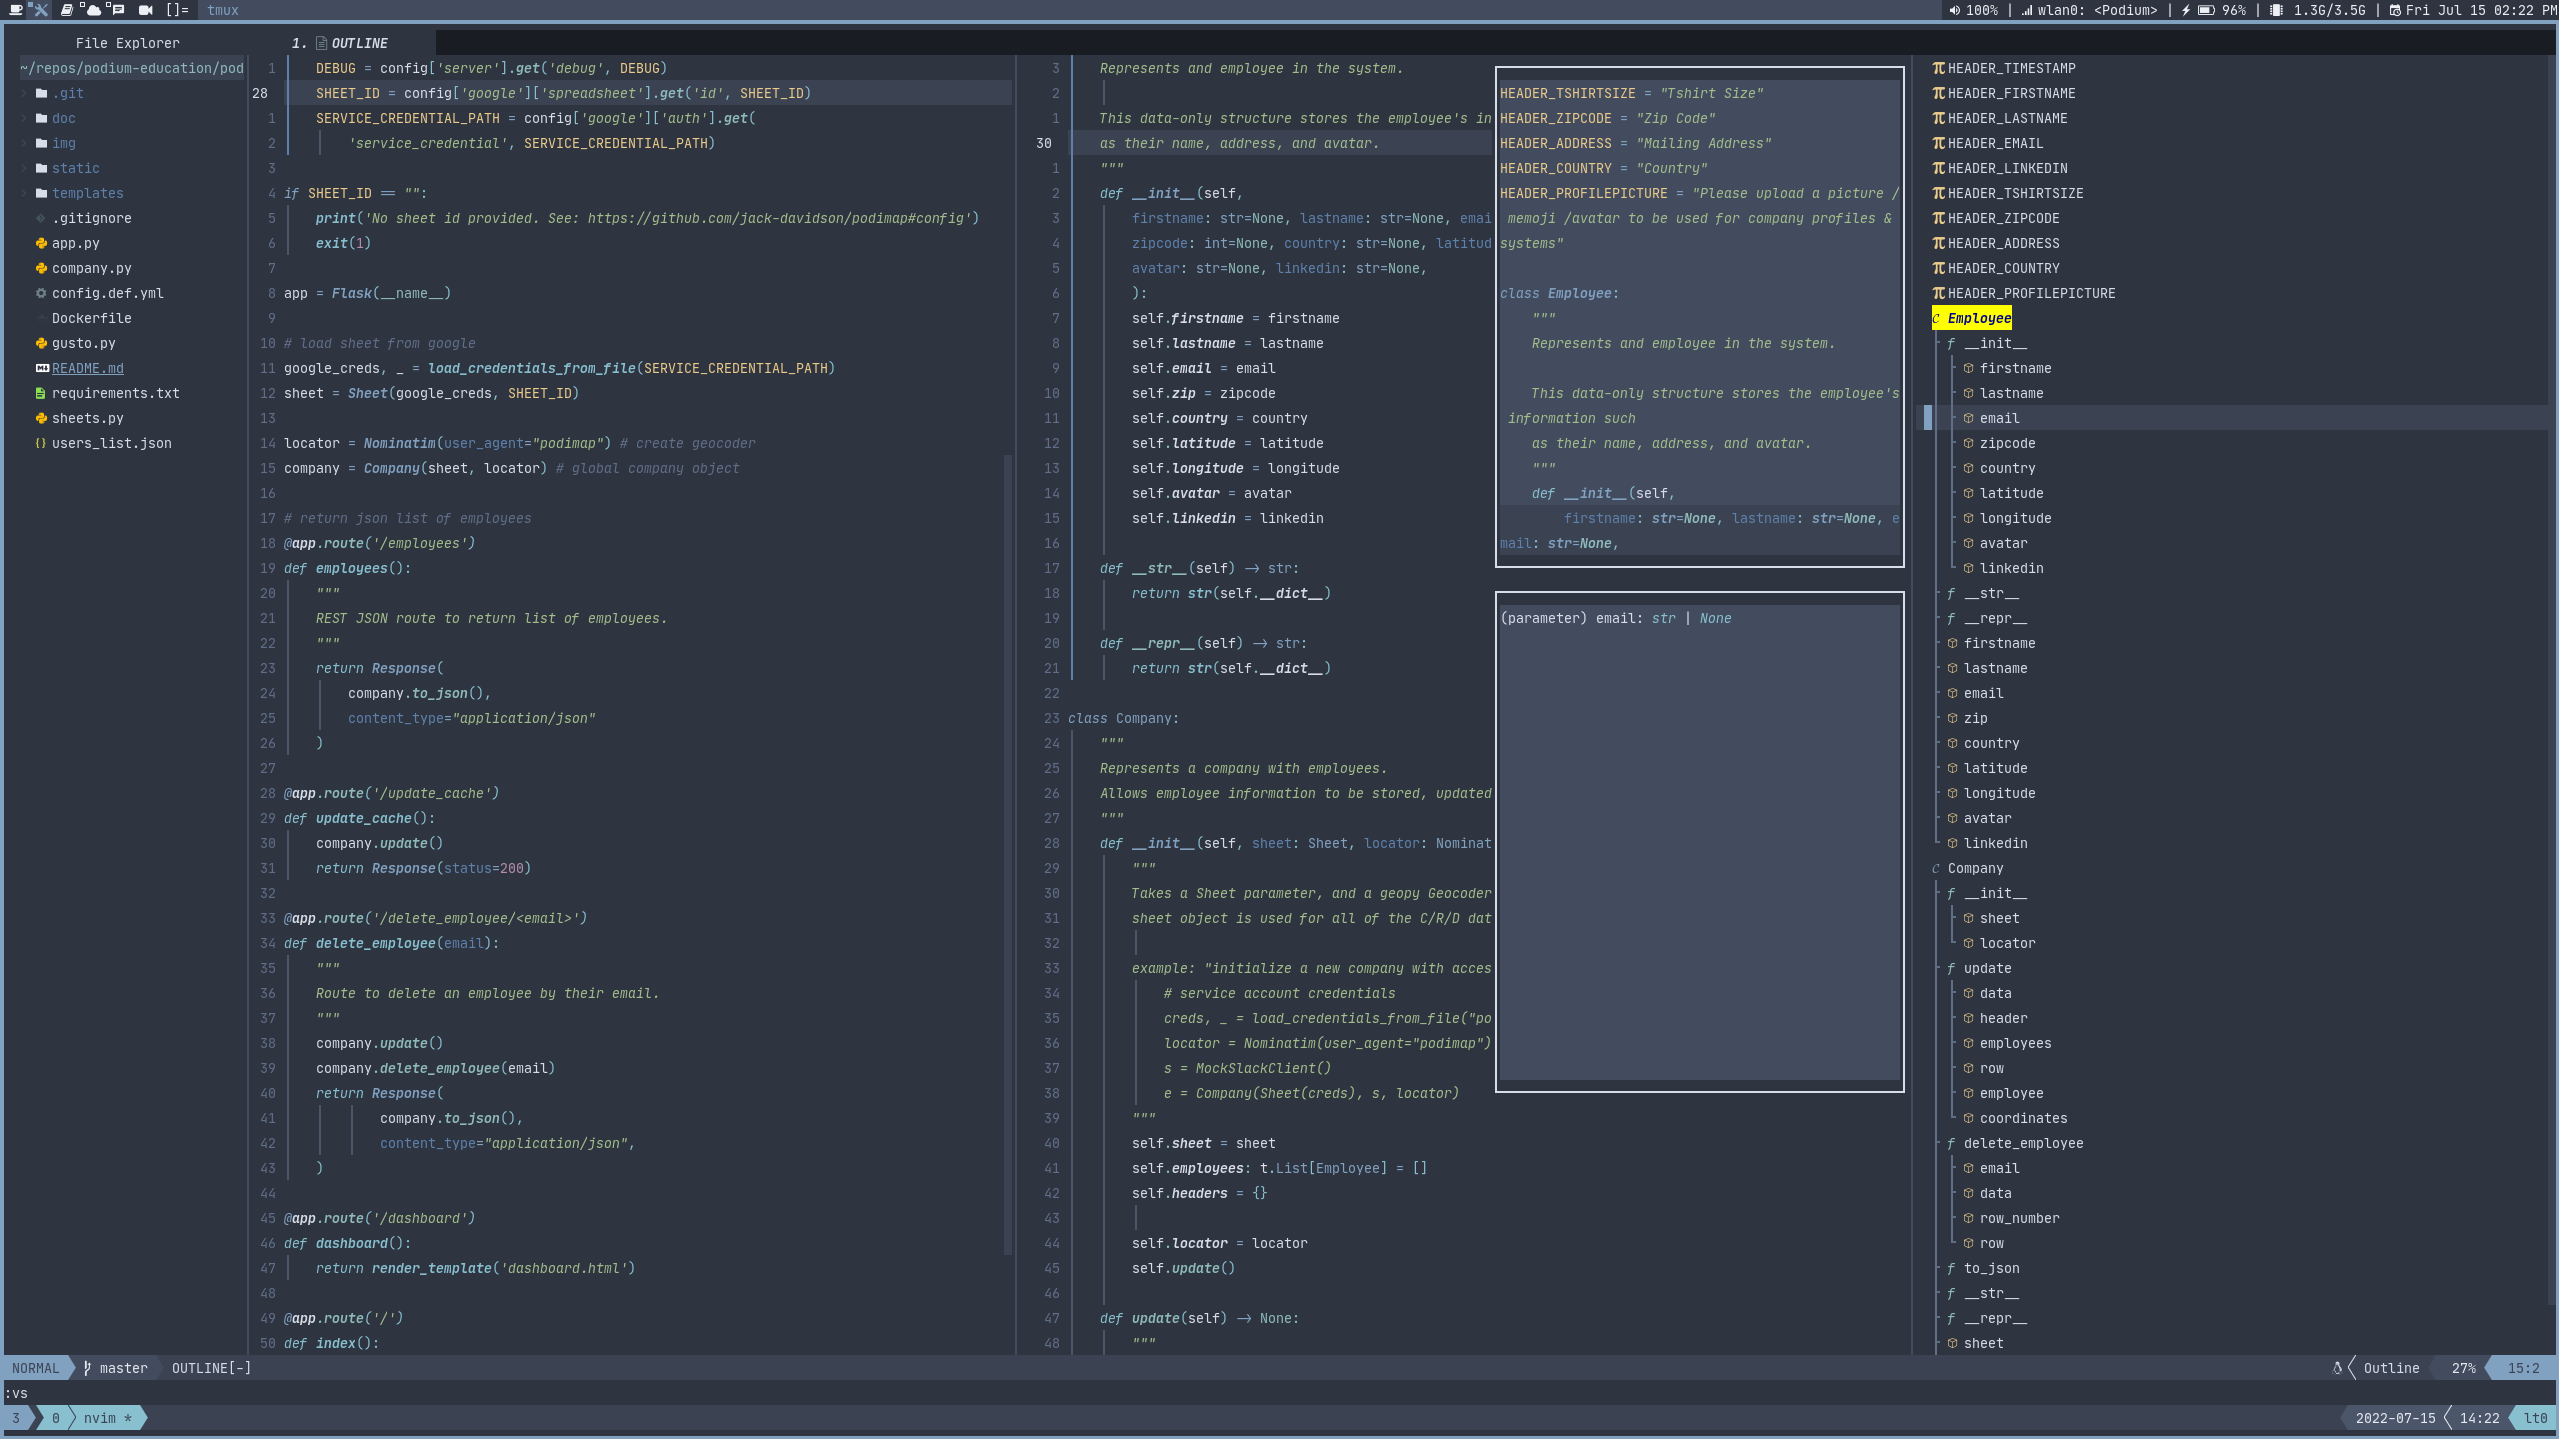 []= tmux 100% | wlan0: <Podium> | 96% | 1.3G/3.5G | Fri Jul 15 02:22 PM
File Explorer
1. OUTLINE
~/repos/podium-education/pod
.git
doc
img
static
templates
.gitignore
app.py
company.py
config.def.yml
Dockerfile
gusto.py
README.md
requirements.txt
sheets.py
users_list.json
1 DEBUG = config['server'].get('debug', DEBUG)
28 SHEET_ID = config['google']['spreadsheet'].get('id', SHEET_ID)
1 SERVICE_CREDENTIAL_PATH = config['google']['auth'].get(
2 'service_credential', SERVICE_CREDENTIAL_PATH)
3
4 if SHEET_ID == "":
5 print('No sheet id provided. See: https://github.com/jack-davidson/podimap#config')
6 exit(1)
7
8 app = Flask(__name__)
9
10 # load sheet from google
11 google_creds, _ = load_credentials_from_file(SERVICE_CREDENTIAL_PATH)
12 sheet = Sheet(google_creds, SHEET_ID)
13
14 locator = Nominatim(user_agent="podimap") # create geocoder
15 company = Company(sheet, locator) # global company object
16
17 # return json list of employees
18 @app.route('/employees')
19 def employees():
20 """
21 REST JSON route to return list of employees.
22 """
23 return Response(
24 company.to_json(),
25 content_type="application/json"
26 )
27
28 @app.route('/update_cache')
29 def update_cache():
30 company.update()
31 return Response(status=200)
32
33 @app.route('/delete_employee/<email>')
34 def delete_employee(email):
35 """
36 Route to delete an employee by their email.
37 """
38 company.update()
39 company.delete_employee(email)
40 return Response(
41 company.to_json(),
42 content_type="application/json",
43 )
44
45 @app.route('/dashboard')
46 def dashboard():
47 return render_template('dashboard.html')
48
49 @app.route('/')
50 def index():
3 Represents and employee in the system.
2
1 This data-only structure stores the employee's in
30 as their name, address, and avatar.
1 """
2 def __init__(self,
3 firstname: str=None, lastname: str=None, emai
4 zipcode: int=None, country: str=None, latitud
5 avatar: str=None, linkedin: str=None,
6 ):
7 self.firstname = firstname
8 self.lastname = lastname
9 self.email = email
10 self.zip = zipcode
11 self.country = country
12 self.latitude = latitude
13 self.longitude = longitude
14 self.avatar = avatar
15 self.linkedin = linkedin
16
17 def __str__(self) -> str:
18 return str(self.__dict__)
19
20 def __repr__(self) -> str:
21 return str(self.__dict__)
22
23 class Company:
24 """
25 Represents a company with employees.
26 Allows employee information to be stored, updated
27 """
28 def __init__(self, sheet: Sheet, locator: Nominat
29 """
30 Takes a Sheet parameter, and a geopy Geocoder
31 sheet object is used for all of the C/R/D dat
32
33 example: "initialize a new company with acces
34 # service account credentials
35 creds, _ = load_credentials_from_file("po
36 locator = Nominatim(user_agent="podimap")
37 s = MockSlackClient()
38 e = Company(Sheet(creds), s, locator)
39 """
40 self.sheet = sheet
41 self.employees: t.List[Employee] = []
42 self.headers = {}
43
44 self.locator = locator
45 self.update()
46
47 def update(self) -> None:
48 """
HEADER_TSHIRTSIZE = "Tshirt Size"
HEADER_ZIPCODE = "Zip Code"
HEADER_ADDRESS = "Mailing Address"
HEADER_COUNTRY = "Country"
HEADER_PROFILEPICTURE = "Please upload a picture /
memoji /avatar to be used for company profiles &
systems"
class Employee:
"""
Represents and employee in the system.
This data-only structure stores the employee's
information such
as their name, address, and avatar.
"""
def __init__(self,
firstname: str=None, lastname: str=None, e
mail: str=None,
(parameter) email: str | None
HEADER_TIMESTAMP
HEADER_FIRSTNAME
HEADER_LASTNAME
HEADER_EMAIL
HEADER_LINKEDIN
HEADER_TSHIRTSIZE
HEADER_ZIPCODE
HEADER_ADDRESS
HEADER_COUNTRY
HEADER_PROFILEPICTURE
Employee
__init__
firstname
lastname
email
zipcode
country
latitude
longitude
avatar
linkedin
__str__
__repr__
firstname
lastname
email
zip
country
latitude
longitude
avatar
linkedin
Company
__init__
sheet
locator
update
data
header
employees
row
employee
coordinates
delete_employee
email
data
row_number
row
to_json
__str__
__repr__
sheet
NORMAL master OUTLINE[-] Outline 27% 15:2
:vs
3 0 nvim * 2022-07-15 14:22 lt0